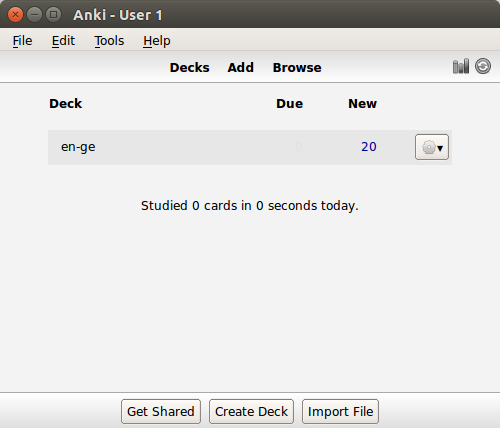 Anki - User 1
File Edit Tools Help
Decks Add Browse
Deck Due New
en-ge 0 20
Studied 0 cards in 0 seconds today.
Get Shared Create Deck Import File